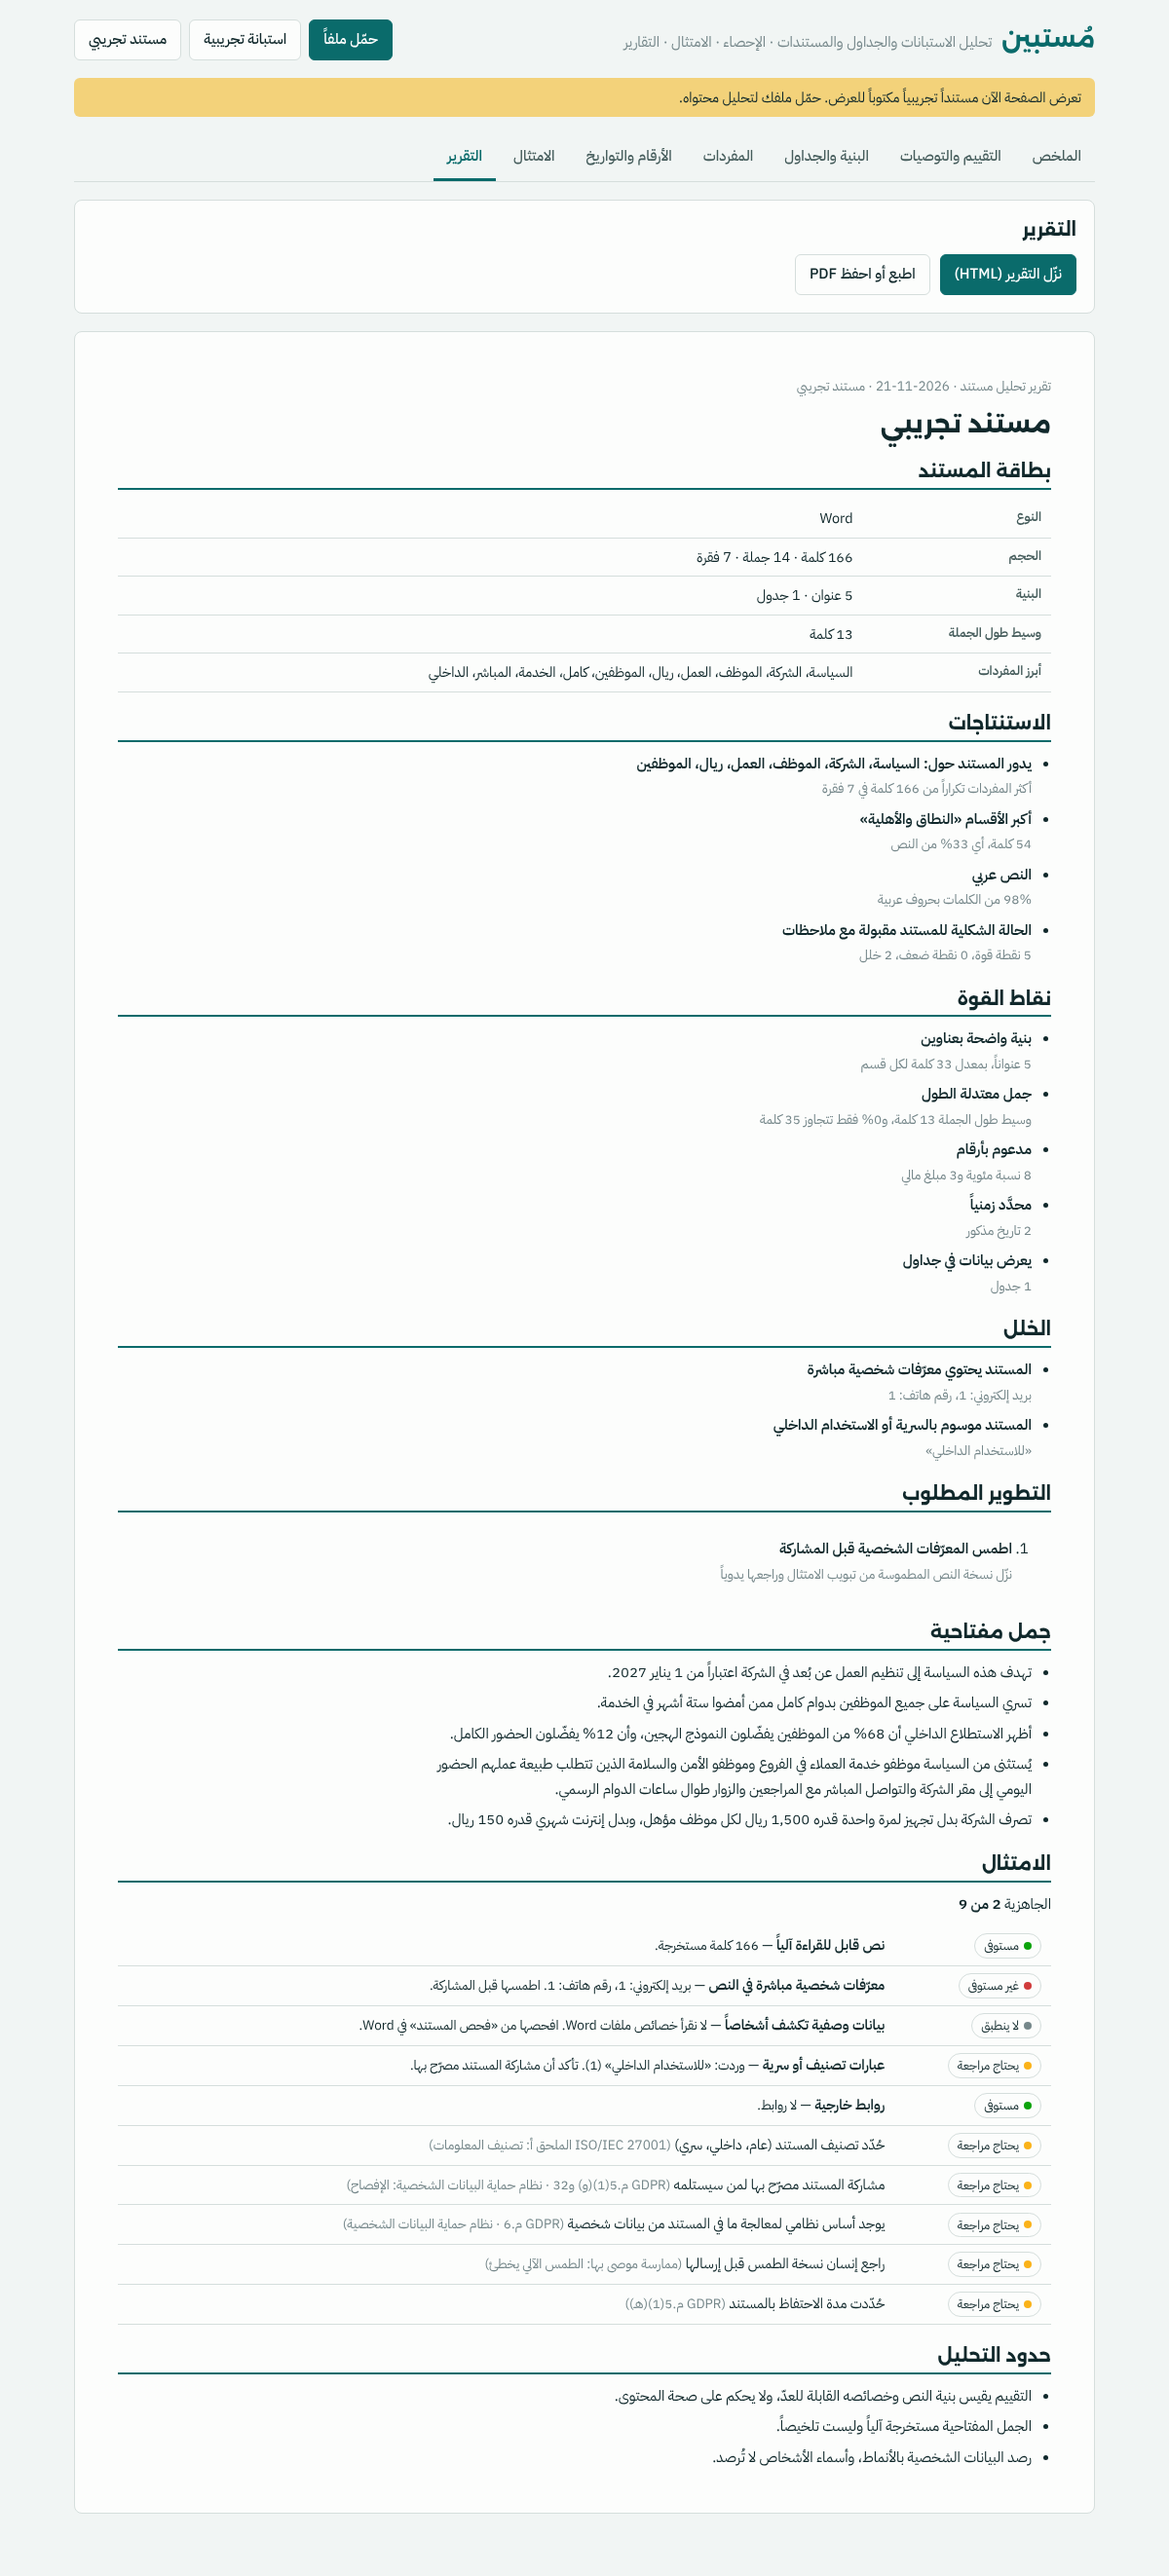 مُستبين تحليل الاستبانات والجداول والمستندات · الإحصاء · الامتثال · التقارير
حمّل ملفاً
استبانة تجريبية
مستند تجريبي
تعرض الصفحة الآن مستنداً تجريبياً مكتوباً للعرض. حمّل ملفك لتحليل محتواه.
الملخص
التقييم والتوصيات
البنية والجداول
المفردات
الأرقام والتواريخ
الامتثال
التقرير
التقرير
نزّل التقرير (HTML)
اطبع أو احفظ PDF
تقرير تحليل مستند · 2026-11-21 · مستند تجريبي
مستند تجريبي
بطاقة المستند
النوع Word
الحجم 166 كلمة · 14 جملة · 7 فقرة
البنية 5 عنوان · 1 جدول
وسيط طول الجملة 13 كلمة
أبرز المفردات السياسة، الشركة، الموظف، العمل، ريال، الموظفين، كامل، الخدمة، المباشر، الداخلي
الاستنتاجات
• يدور المستند حول: السياسة، الشركة، الموظف، العمل، ريال، الموظفين
أكثر المفردات تكراراً من 166 كلمة في 7 فقرة
• أكبر الأقسام «النطاق والأهلية»
54 كلمة، أي 33% من النص
• النص عربي
98% من الكلمات بحروف عربية
• الحالة الشكلية للمستند مقبولة مع ملاحظات
5 نقطة قوة، 0 نقطة ضعف، 2 خلل
نقاط القوة
• بنية واضحة بعناوين
5 عنواناً، بمعدل 33 كلمة لكل قسم
• جمل معتدلة الطول
وسيط طول الجملة 13 كلمة، و0% فقط تتجاوز 35 كلمة
• مدعوم بأرقام
8 نسبة مئوية و3 مبلغ مالي
• محدَّد زمنياً
2 تاريخ مذكور
• يعرض بيانات في جداول
1 جدول
الخلل
• المستند يحتوي معرّفات شخصية مباشرة
بريد إلكتروني: 1، رقم هاتف: 1
• المستند موسوم بالسرية أو الاستخدام الداخلي
«للاستخدام الداخلي»
التطوير المطلوب
1. اطمس المعرّفات الشخصية قبل المشاركة
نزّل نسخة النص المطموسة من تبويب الامتثال وراجعها يدوياً
جمل مفتاحية
• تهدف هذه السياسة إلى تنظيم العمل عن بُعد في الشركة اعتباراً من 1 يناير 2027.
• تسري السياسة على جميع الموظفين بدوام كامل ممن أمضوا ستة أشهر في الخدمة.
• أظهر الاستطلاع الداخلي أن 68% من الموظفين يفضّلون النموذج الهجين، وأن 12% يفضّلون الحضور الكامل.
• يُستثنى من السياسة موظفو خدمة العملاء في الفروع وموظفو الأمن والسلامة الذين تتطلب طبيعة عملهم الحضور
اليومي إلى مقر الشركة والتواصل المباشر مع المراجعين والزوار طوال ساعات الدوام الرسمي.
• تصرف الشركة بدل تجهيز لمرة واحدة قدره 1,500 ريال لكل موظف مؤهل، وبدل إنترنت شهري قدره 150 ريال.
الامتثال
الجاهزية 2 من 9
مستوفى نص قابل للقراءة آلياً — 166 كلمة مستخرجة.
غير مستوفى معرّفات شخصية مباشرة في النص — بريد إلكتروني: 1، رقم هاتف: 1. اطمسها قبل المشاركة.
لا ينطبق بيانات وصفية تكشف أشخاصاً — لا نقرأ خصائص ملفات Word. افحصها من «فحص المستند» في Word.
يحتاج مراجعة عبارات تصنيف أو سرية — وردت: «للاستخدام الداخلي» (1). تأكد أن مشاركة المستند مصرّح بها.
مستوفى روابط خارجية — لا روابط.
يحتاج مراجعة حُدّد تصنيف المستند (عام، داخلي، سري) (ISO/IEC 27001 الملحق أ: تصنيف المعلومات)
يحتاج مراجعة مشاركة المستند مصرّح بها لمن سيستلمه (GDPR م.5(1)(و) و32 · نظام حماية البيانات الشخصية: الإفصاح)
يحتاج مراجعة يوجد أساس نظامي لمعالجة ما في المستند من بيانات شخصية (GDPR م.6 · نظام حماية البيانات الشخصية)
يحتاج مراجعة راجع إنسان نسخة الطمس قبل إرسالها (ممارسة موصى بها: الطمس الآلي يخطئ)
يحتاج مراجعة حُدّدت مدة الاحتفاظ بالمستند (GDPR م.5(1)(هـ))
حدود التحليل
• التقييم يقيس بنية النص وخصائصه القابلة للعدّ، ولا يحكم على صحة المحتوى.
• الجمل المفتاحية مستخرجة آلياً وليست تلخيصاً.
• رصد البيانات الشخصية بالأنماط، وأسماء الأشخاص لا تُرصد.